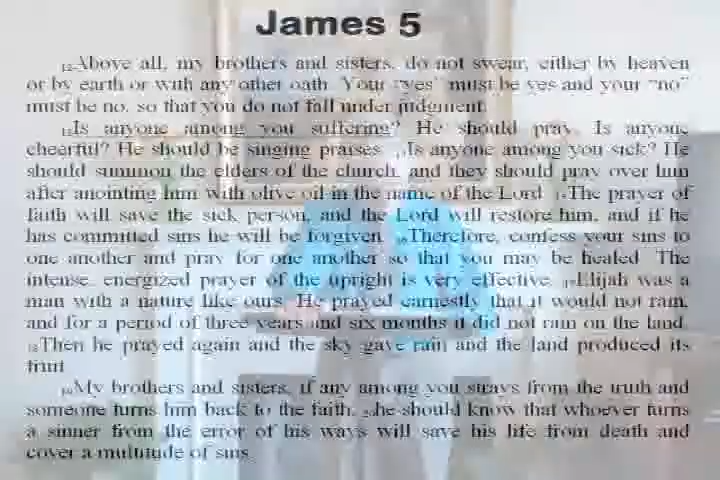 James 5
12Above all, my brothers and sisters, do not swear, either by heaven
or by earth or with any other oath. Your "yes" must be yes and your "no"
must be no, so that you do not fall under judgment.
13Is anyone among you suffering? He should pray. Is anyone
cheerful? He should be singing praises. 14Is anyone among you sick? He
should summon the elders of the church, and they should pray over him
after anointing him with olive oil in the name of the Lord. 15The prayer of
faith will save the sick person, and the Lord will restore him, and if he
has committed sins he will be forgiven. 16Therefore, confess your sins to
one another and pray for one another so that you may be healed. The
intense, energized prayer of the upright is very effective. 17Elijah was a
man with a nature like ours. He prayed earnestly that it would not rain,
and for a period of three years and six months it did not rain on the land.
18Then he prayed again and the sky gave rain and the land produced its
fruit.
19My brothers and sisters, if any among you strays from the truth and
someone turns him back to the faith, 20he should know that whoever turns
a sinner from the error of his ways will save his life from death and
cover a multitude of sins.